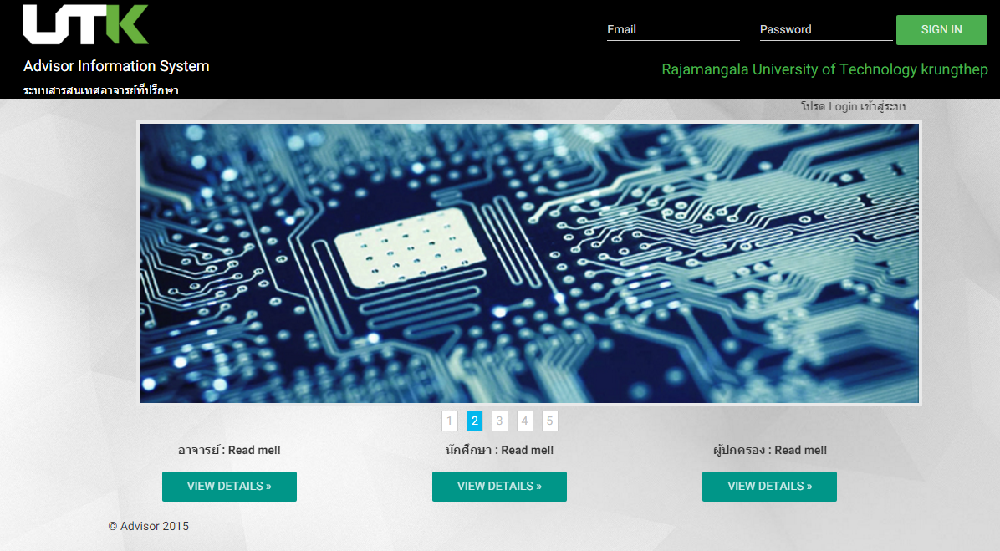 UTK
Email
Password
SIGN IN
Advisor Information System
Rajamangala University of Technology krungthep
ระบบสารสนเทศอาจารย์ที่ปรึกษา
โปรด Login เข้าสู่ระบบ
1 2 3 4 5
อาจารย์ : Read me!!
นักศึกษา : Read me!!
ผู้ปกครอง : Read me!!
VIEW DETAILS »
VIEW DETAILS »
VIEW DETAILS »
© Advisor 2015